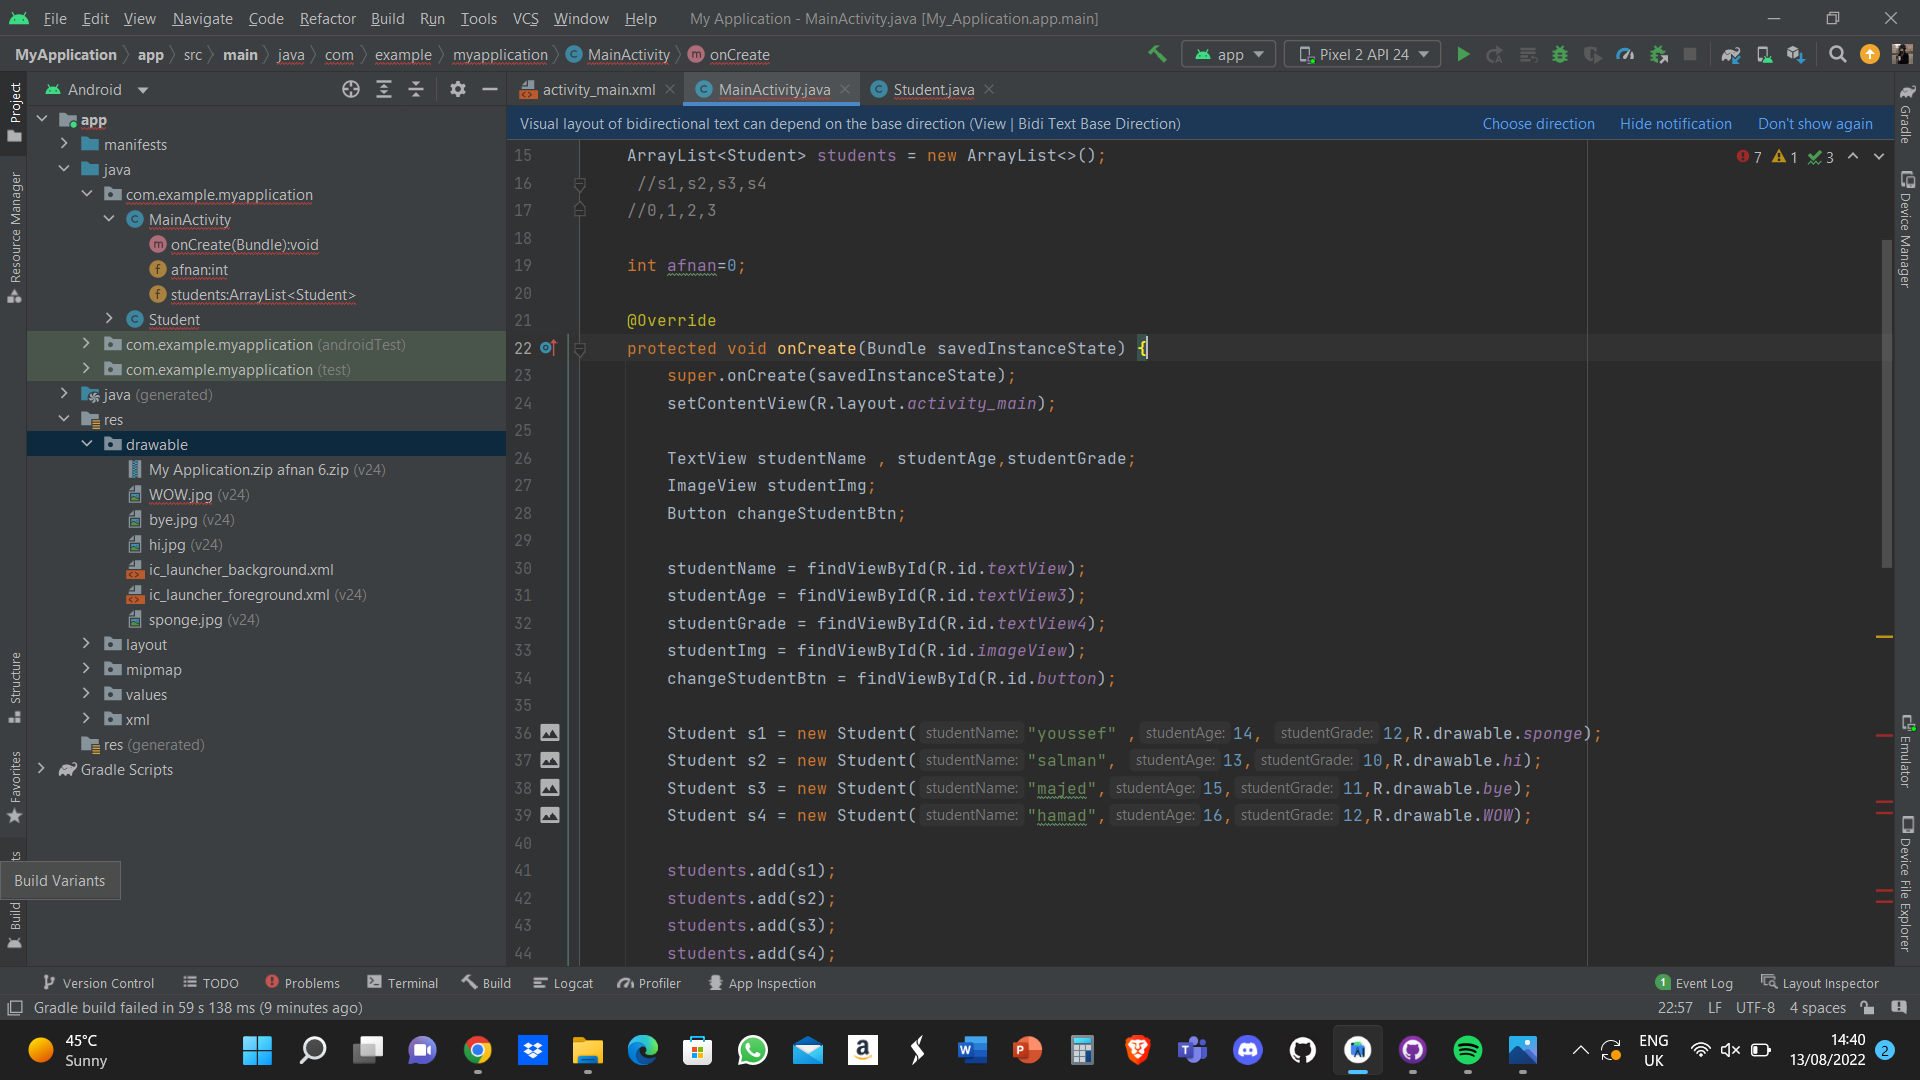 File Edit View Navigate Code Refactor Build Run Tools VCS Window Help My Application - MainActivity.java [My_Application.app.main]
MyApplication app src main java com example myapplication MainActivity onCreate app Pixel 2 API 24
Android
activity_main.xml MainActivity.java Student.java
Visual layout of bidirectional text can depend on the base direction (View | Bidi Text Base Direction) Choose direction Hide notification Don't show again
7 1 3
Project
Resource Manager
Structure
Favorites
Build
Build Variants
app
manifests
java
com.example.myapplication
MainActivity
onCreate(Bundle):void
afnan:int
students:ArrayList<Student>
Student
com.example.myapplication (androidTest)
com.example.myapplication (test)
java (generated)
res
drawable
My Application.zip afnan 6.zip (v24)
WOW.jpg (v24)
bye.jpg (v24)
hi.jpg (v24)
ic_launcher_background.xml
ic_launcher_foreground.xml (v24)
sponge.jpg (v24)
layout
mipmap
values
xml
res (generated)
Gradle Scripts
15 ArrayList<Student> students = new ArrayList<>();
16 //s1,s2,s3,s4
17 //0,1,2,3
18
19 int afnan=0;
20
21 @Override
22 protected void onCreate(Bundle savedInstanceState) {
23 super.onCreate(savedInstanceState);
24 setContentView(R.layout.activity_main);
25
26 TextView studentName , studentAge,studentGrade;
27 ImageView studentImg;
28 Button changeStudentBtn;
29
30 studentName = findViewById(R.id.textView);
31 studentAge = findViewById(R.id.textView3);
32 studentGrade = findViewById(R.id.textView4);
33 studentImg = findViewById(R.id.imageView);
34 changeStudentBtn = findViewById(R.id.button);
35
36 Student s1 = new Student( studentName: "youssef" , studentAge: 14, studentGrade: 12,R.drawable.sponge);
37 Student s2 = new Student( studentName: "salman", studentAge: 13, studentGrade: 10,R.drawable.hi);
38 Student s3 = new Student( studentName: "majed", studentAge: 15, studentGrade: 11,R.drawable.bye);
39 Student s4 = new Student( studentName: "hamad", studentAge: 16, studentGrade: 12,R.drawable.WOW);
40
41 students.add(s1);
42 students.add(s2);
43 students.add(s3);
44 students.add(s4);
Gradle
Device Manager
Emulator
Device File Explorer
Version Control TODO Problems Terminal Build Logcat Profiler App Inspection 1 Event Log Layout Inspector
Gradle build failed in 59 s 138 ms (9 minutes ago) 22:57 LF UTF-8 4 spaces
45°C
Sunny
ENG
UK
14:40
13/08/2022
2